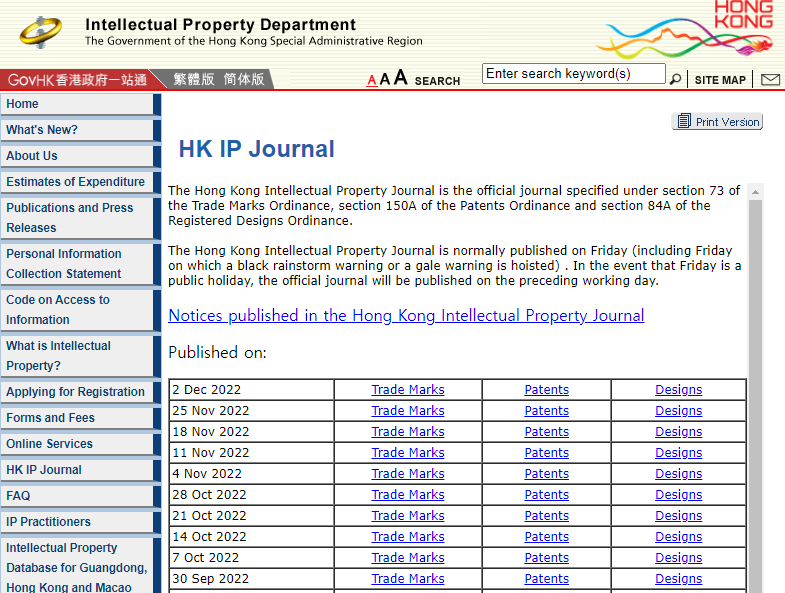 Intellectual Property Department
The Government of the Hong Kong Special Administrative Region
HONG
KONG
GovHK香港政府一站通
繁體版 简体版
A A A SEARCH
Enter search keyword(s)
SITE MAP
Home
What's New?
About Us
Estimates of Expenditure
Publications and Press
Releases
Personal Information
Collection Statement
Code on Access to
Information
What is Intellectual
Property?
Applying for Registration
Forms and Fees
Online Services
HK IP Journal
FAQ
IP Practitioners
Intellectual Property
Database for Guangdong,
Hong Kong and Macao
Print Version
HK IP Journal
The Hong Kong Intellectual Property Journal is the official journal specified under section 73 of
the Trade Marks Ordinance, section 150A of the Patents Ordinance and section 84A of the
Registered Designs Ordinance.
The Hong Kong Intellectual Property Journal is normally published on Friday (including Friday
on which a black rainstorm warning or a gale warning is hoisted) . In the event that Friday is a
public holiday, the official journal will be published on the preceding working day.
Notices published in the Hong Kong Intellectual Property Journal
Published on:
2 Dec 2022 Trade Marks Patents Designs
25 Nov 2022 Trade Marks Patents Designs
18 Nov 2022 Trade Marks Patents Designs
11 Nov 2022 Trade Marks Patents Designs
4 Nov 2022 Trade Marks Patents Designs
28 Oct 2022 Trade Marks Patents Designs
21 Oct 2022 Trade Marks Patents Designs
14 Oct 2022 Trade Marks Patents Designs
7 Oct 2022 Trade Marks Patents Designs
30 Sep 2022 Trade Marks Patents Designs